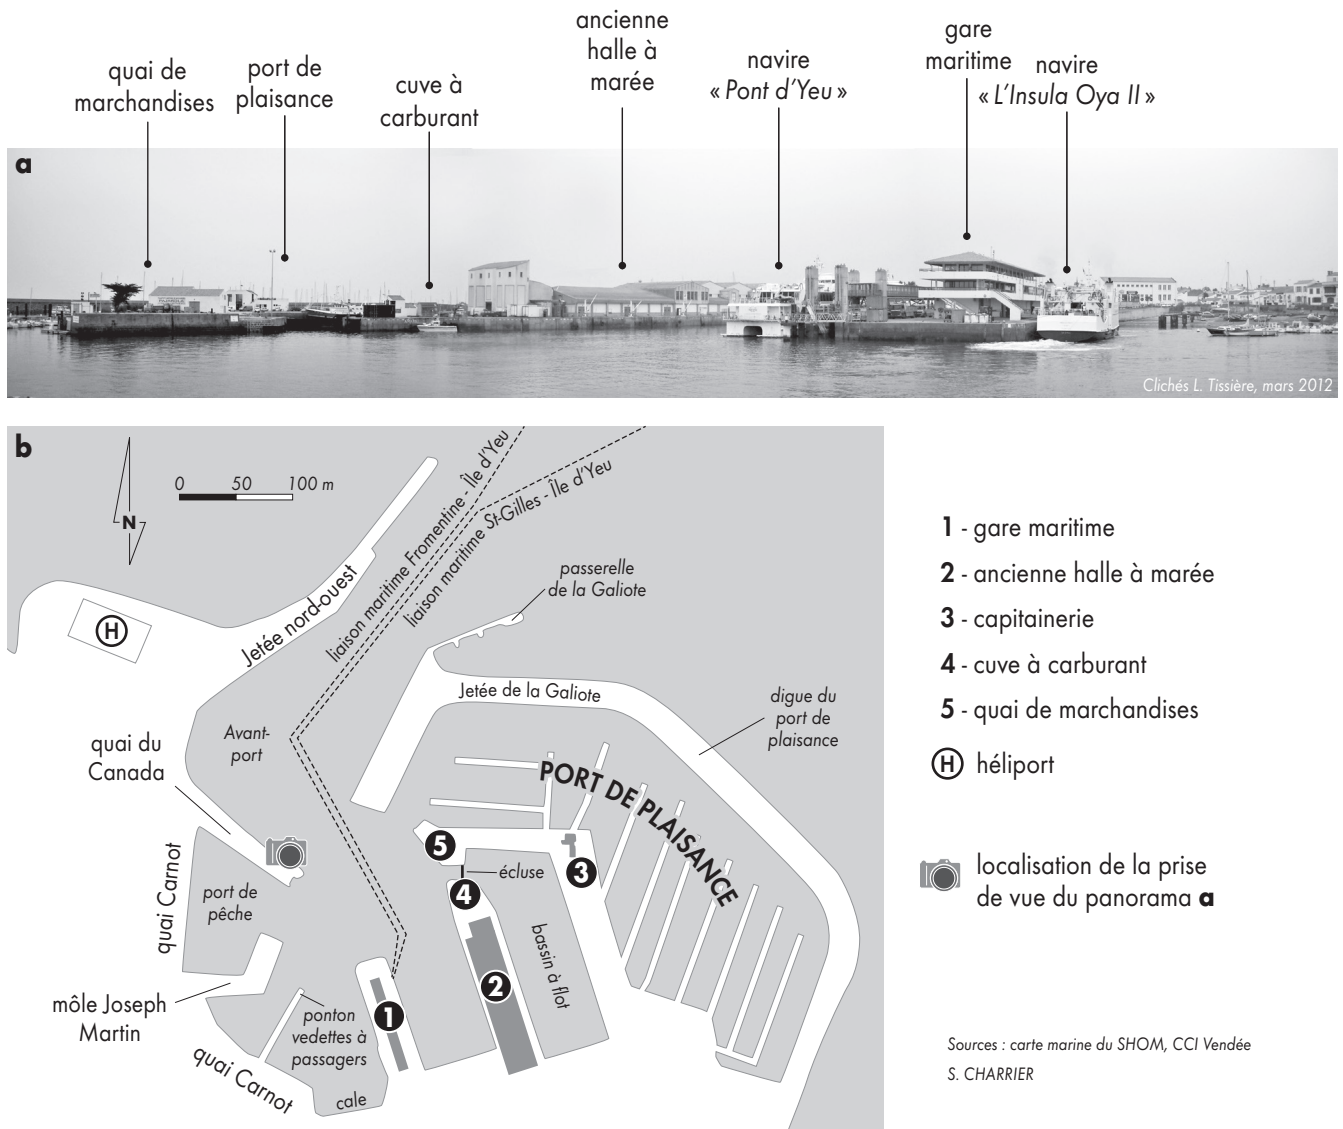 quai de
marchandises
port de
plaisance
cuve à
carburant
ancienne
halle à
marée
navire
« Pont d'Yeu »
gare
maritime
navire
« L'Insula Oya II »
a
Clichés L. Tissière, mars 2012
b
0 50 100 m
N
H
Jetée nord-ouest
liaison maritime Fromentine - Île d'Yeu
liaison maritime St-Gilles - Île d'Yeu
passerelle
de la Galiote
Jetée de la Galiote
digue du
port de
plaisance
Avant-
port
quai du
Canada
PORT DE PLAISANCE
quai Carnot
port de
pêche
5
écluse
3
4
bassin à flot
2
môle Joseph
Martin
ponton
vedettes à
passagers
1
quai Carnot
cale
1 - gare maritime
2 - ancienne halle à marée
3 - capitainerie
4 - cuve à carburant
5 - quai de marchandises
H héliport
localisation de la prise
de vue du panorama a
Sources : carte marine du SHOM, CCI Vendée
S. CHARRIER